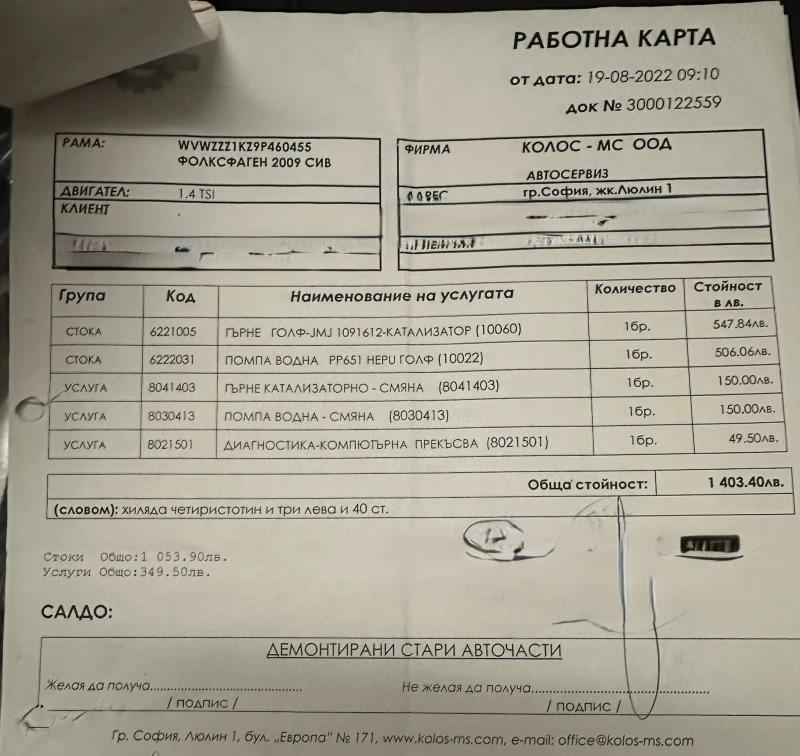 РАБОТНА КАРТА
от дата: 19-08-2022 09:10
док № 3000122559
РАМА: WVWZZZ1KZ9P460455
ФОЛКСФАГЕН 2009 СИВ
ДВИГАТЕЛ: 1.4 TSI
КЛИЕНТ
ФИРМА КОЛОС - МС ООД
АВТОСЕРВИЗ
гр.София, жк.Люлин 1
Група Код Наименование на услугата Количество Стойност в лв.
СТОКА 6221005 ГЪРНЕ ГОЛФ-JMJ 1091612-КАТАЛИЗАТОР (10060) 1бр. 547.84лв.
СТОКА 6222031 ПОМПА ВОДНА PP651 HEPU ГОЛФ (10022) 1бр. 506.06лв.
УСЛУГА 8041403 ГЪРНЕ КАТАЛИЗАТОРНО - СМЯНА (8041403) 1бр. 150.00лв.
УСЛУГА 8030413 ПОМПА ВОДНА - СМЯНА (8030413) 1бр. 150.00лв.
УСЛУГА 8021501 ДИАГНОСТИКА-КОМПЮТЪРНА ПРЕКЪСВА (8021501) 1бр. 49.50лв.
Обща стойност: 1 403.40лв.
(словом): хиляда четиристотин и три лева и 40 ст.
Стоки Общо:1 053.90лв.
Услуги Общо:349.50лв.
САЛДО:
ДЕМОНТИРАНИ СТАРИ АВТОЧАСТИ
Желая да получа................................ Не желая да получа................................
/ подпис / / подпис /
Гр. София, Люлин 1, бул. „Европа" № 171, www.kolos-ms.com, e-mail: office@kolos-ms.com